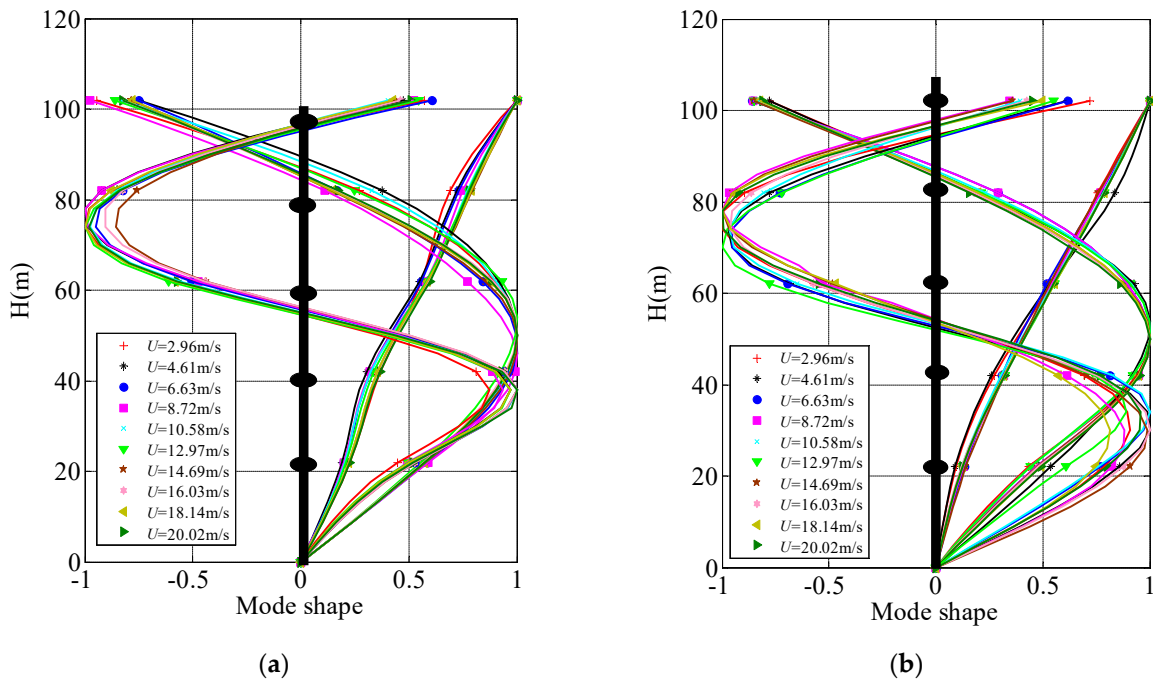 120
100
80
60
40
20
0
H(m)
U=2.96m/s
U=4.61m/s
U=6.63m/s
U=8.72m/s
U=10.58m/s
U=12.97m/s
U=14.69m/s
U=16.03m/s
U=18.14m/s
U=20.02m/s
-1 -0.5 0 0.5 1
Mode shape
(a)
120
100
80
60
40
20
0
H(m)
U=2.96m/s
U=4.61m/s
U=6.63m/s
U=8.72m/s
U=10.58m/s
U=12.97m/s
U=14.69m/s
U=16.03m/s
U=18.14m/s
U=20.02m/s
-1 -0.5 0 0.5 1
Mode shape
(b)